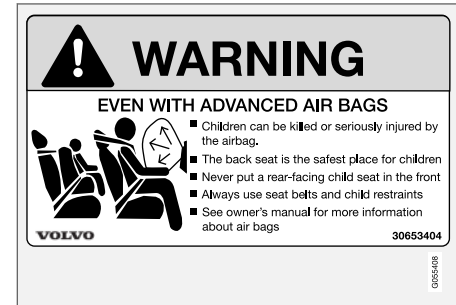 WARNING
EVEN WITH ADVANCED AIR BAGS
■ Children can be killed or seriously injured by
the airbag.
■ The back seat is the safest place for children
■ Never put a rear-facing child seat in the front
■ Always use seat belts and child restraints
■ See owner's manual for more information
about air bags
VOLVO
30653404
G055408